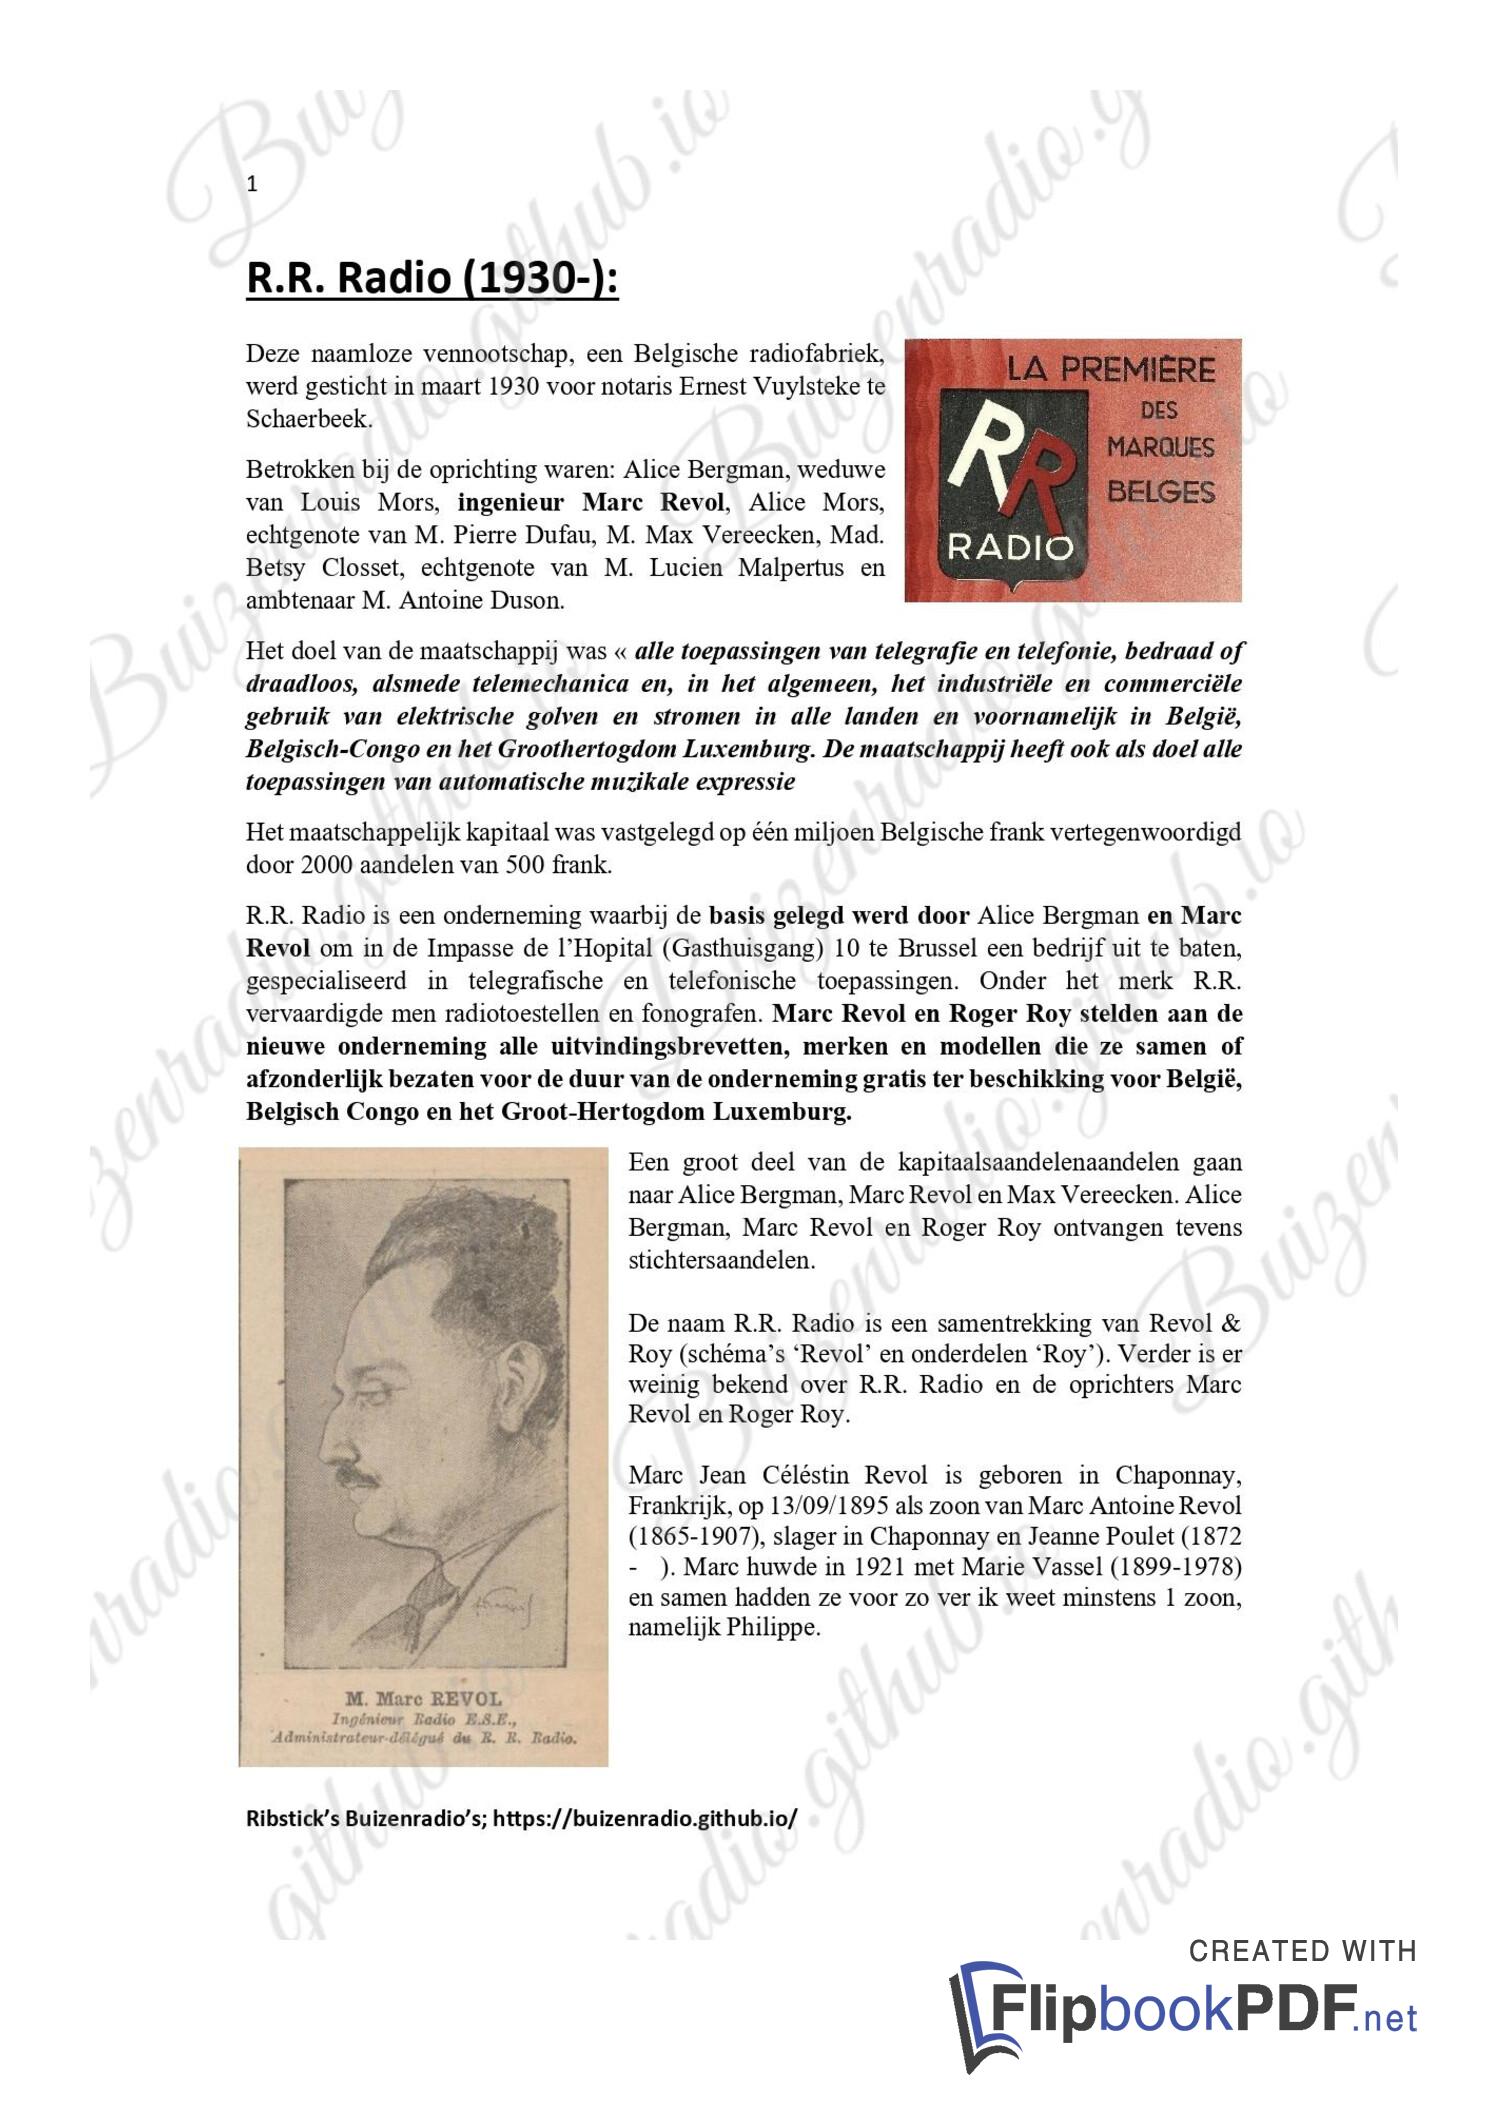 1
R.R. Radio (1930-):
Deze naamloze vennootschap, een Belgische radiofabriek,
werd gesticht in maart 1930 voor notaris Ernest Vuylsteke te
Schaerbeek.
LA PREMIÈRE
DES
MARQUES
BELGES
RR
RADIO
Betrokken bij de oprichting waren: Alice Bergman, weduwe
van Louis Mors, ingenieur Marc Revol, Alice Mors,
echtgenote van M. Pierre Dufau, M. Max Vereecken, Mad.
Betsy Closset, echtgenote van M. Lucien Malpertus en
ambtenaar M. Antoine Duson.
Het doel van de maatschappij was « alle toepassingen van telegrafie en telefonie, bedraad of
draadloos, alsmede telemechanica en, in het algemeen, het industriële en commerciële
gebruik van elektrische golven en stromen in alle landen en voornamelijk in België,
Belgisch-Congo en het Groothertogdom Luxemburg. De maatschappij heeft ook als doel alle
toepassingen van automatische muzikale expressie
Het maatschappelijk kapitaal was vastgelegd op één miljoen Belgische frank vertegenwoordigd
door 2000 aandelen van 500 frank.
R.R. Radio is een onderneming waarbij de basis gelegd werd door Alice Bergman en Marc
Revol om in de Impasse de l’Hopital (Gasthuisgang) 10 te Brussel een bedrijf uit te baten,
gespecialiseerd in telegrafische en telefonische toepassingen. Onder het merk R.R.
vervaardigde men radiotoestellen en fonografen. Marc Revol en Roger Roy stelden aan de
nieuwe onderneming alle uitvindingsbrevetten, merken en modellen die ze samen of
afzonderlijk bezaten voor de duur van de onderneming gratis ter beschikking voor België,
Belgisch Congo en het Groot-Hertogdom Luxemburg.
Een groot deel van de kapitaalsaandelenaandelen gaan
naar Alice Bergman, Marc Revol en Max Vereecken. Alice
Bergman, Marc Revol en Roger Roy ontvangen tevens
stichtersaandelen.
De naam R.R. Radio is een samentrekking van Revol &
Roy (schéma’s ‘Revol’ en onderdelen ‘Roy’). Verder is er
weinig bekend over R.R. Radio en de oprichters Marc
Revol en Roger Roy.
Marc Jean Céléstin Revol is geboren in Chaponnay,
Frankrijk, op 13/09/1895 als zoon van Marc Antoine Revol
(1865-1907), slager in Chaponnay en Jeanne Poulet (1872
- ). Marc huwde in 1921 met Marie Vassel (1899-1978)
en samen hadden ze voor zo ver ik weet minstens 1 zoon,
namelijk Philippe.
M. Marc REVOL
Ingénieur Radio E.S.E.,
Administrateur-délégué du R. R. Radio.
Ribstick’s Buizenradio’s; https://buizenradio.github.io/
Buizenradio.github.io
CREATED WITH
FlipbookPDF.net